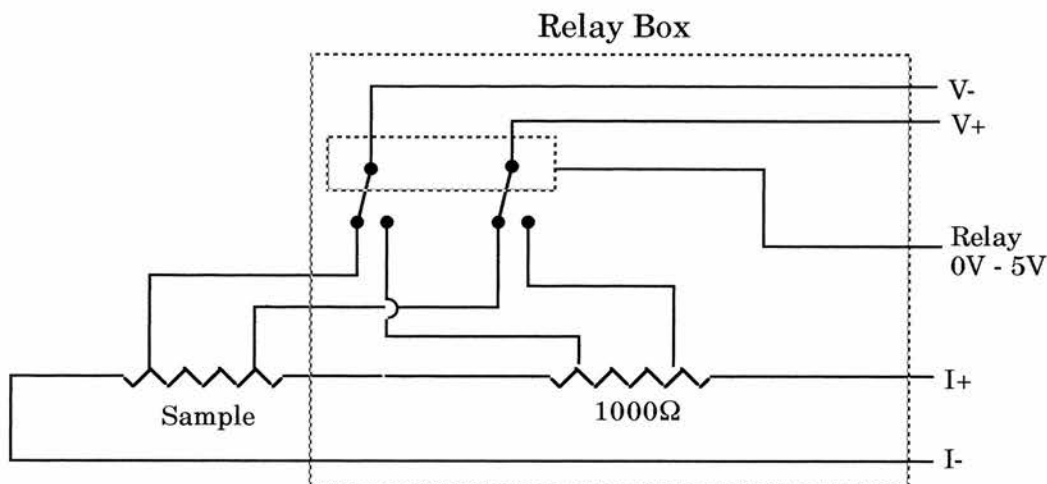 Relay Box
V-
V+
Relay
0V - 5V
Sample
1000Ω
I+
I-